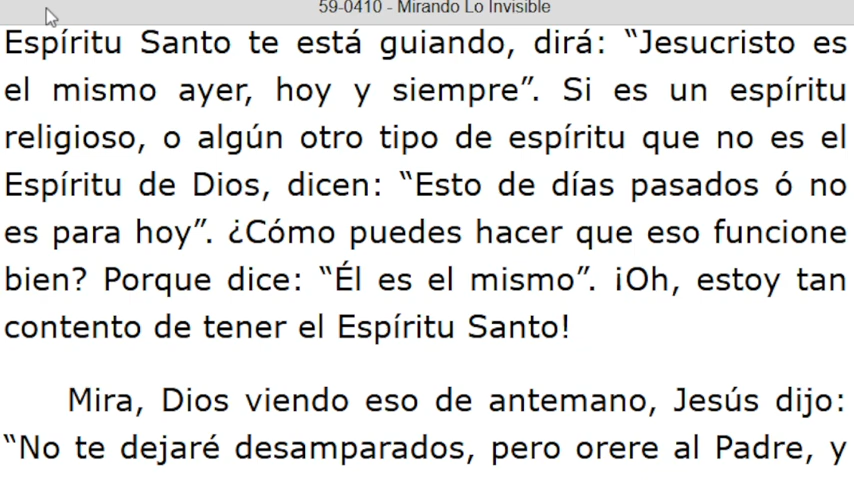 59-0410 - Mirando Lo Invisible
Espíritu Santo te está guiando, dirá: “Jesucristo es
el mismo ayer, hoy y siempre”. Si es un espíritu
religioso, o algún otro tipo de espíritu que no es el
Espíritu de Dios, dicen: “Esto de días pasados ó no
es para hoy”. ¿Cómo puedes hacer que eso funcione
bien? Porque dice: “Él es el mismo”. ¡Oh, estoy tan
contento de tener el Espíritu Santo!
Mira, Dios viendo eso de antemano, Jesús dijo:
“No te dejaré desamparados, pero orere al Padre, y